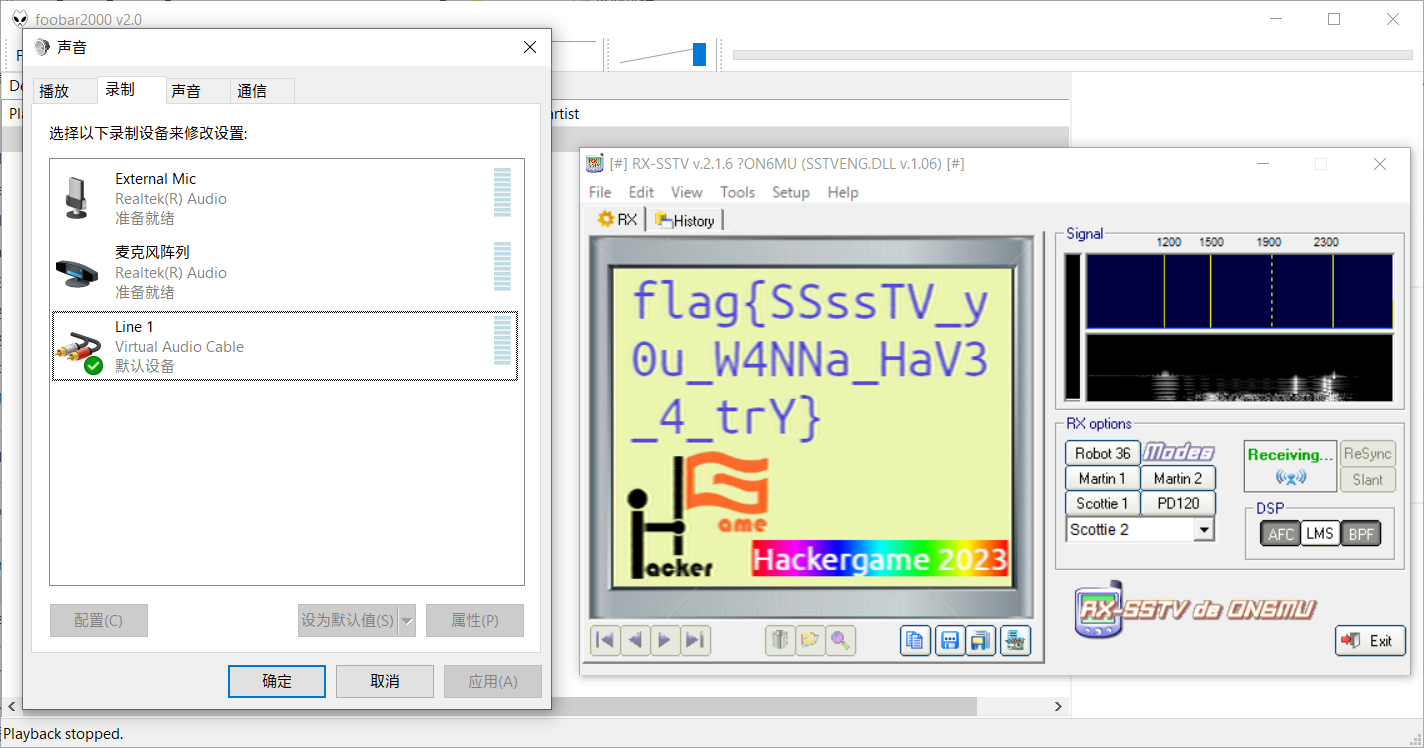 foobar2000 v2.0
声音
播放
录制
声音
通信
选择以下录制设备来修改设置:
External Mic
Realtek(R) Audio
准备就绪
麦克风阵列
Realtek(R) Audio
准备就绪
Line 1
Virtual Audio Cable
默认设备
配置(C)
设为默认值(S)
属性(P)
确定
取消
应用(A)
artist
Playback stopped.
[#] RX-SSTV v.2.1.6 ?ON6MU (SSTVENG.DLL v.1.06) [#]
File Edit View Tools Setup Help
RX
History
flag{SSssTV_y
0u_W4NNa_HaV3
_4_trY}
Hacker
Game
Hackergame 2023
Signal
1200 1500 1900 2300
RX options
Robot 36
Modes
Martin 1
Martin 2
Scottie 1
PD120
Scottie 2
Receiving...
ReSync
Slant
DSP
AFC
LMS
BPF
RX-SSTV de ON6MU
Exit